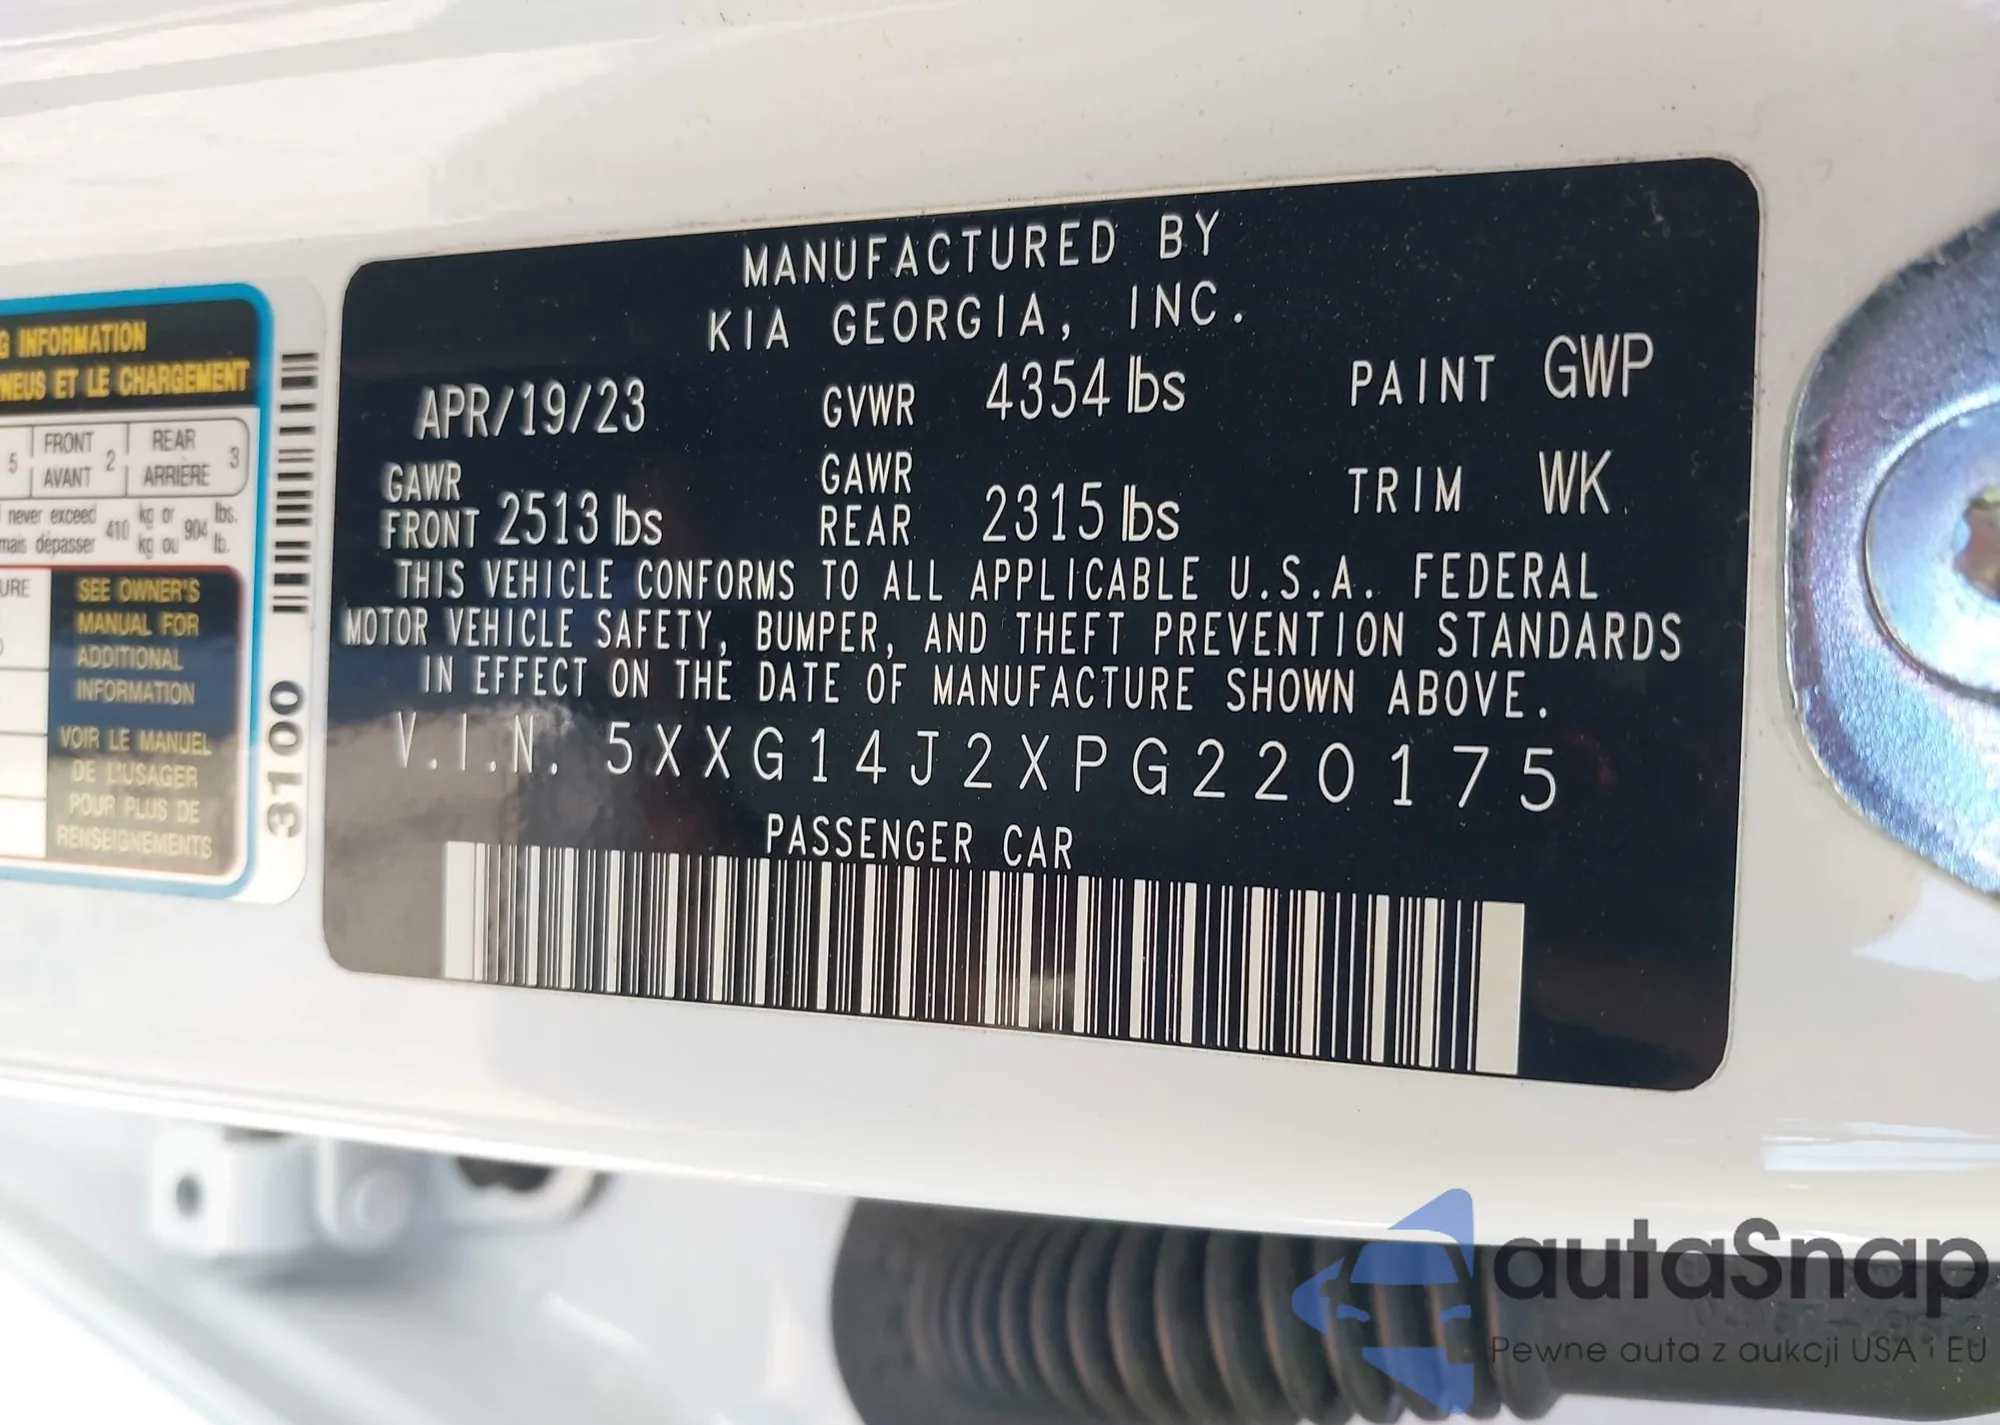 MANUFACTURED BY
KIA GEORGIA, INC.
APR/19/23 GVWR 4354 lbs PAINT GWP
GAWR FRONT 2513 lbs GAWR REAR 2315 lbs TRIM WK
THIS VEHICLE CONFORMS TO ALL APPLICABLE U.S.A. FEDERAL
MOTOR VEHICLE SAFETY, BUMPER, AND THEFT PREVENTION STANDARDS
IN EFFECT ON THE DATE OF MANUFACTURE SHOWN ABOVE.
V.I.N. 5XXG14J2XPG220175
PASSENGER CAR
INFORMATION
ET LE CHARGEMENT
5 FRONT AVANT 2 REAR ARRIÈRE 3
never exceed 410 kg or 904 lbs.
dépasser kg ou lb.
SEE OWNER'S
MANUAL FOR
ADDITIONAL
INFORMATION
VOIR LE MANUEL
DE L'USAGER
POUR PLUS DE
RENSEIGNEMENTS
3100
autaSnap
Pewne auta z aukcji USA i EU